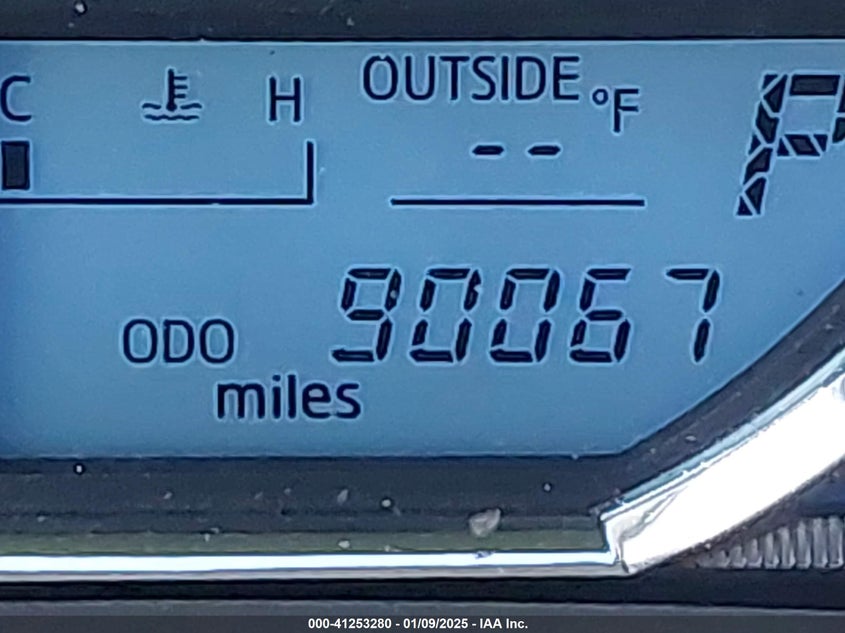 C H OUTSIDE °F
-- P
ODO 90067
miles
000-41253280 - 01/09/2025 - IAA Inc.